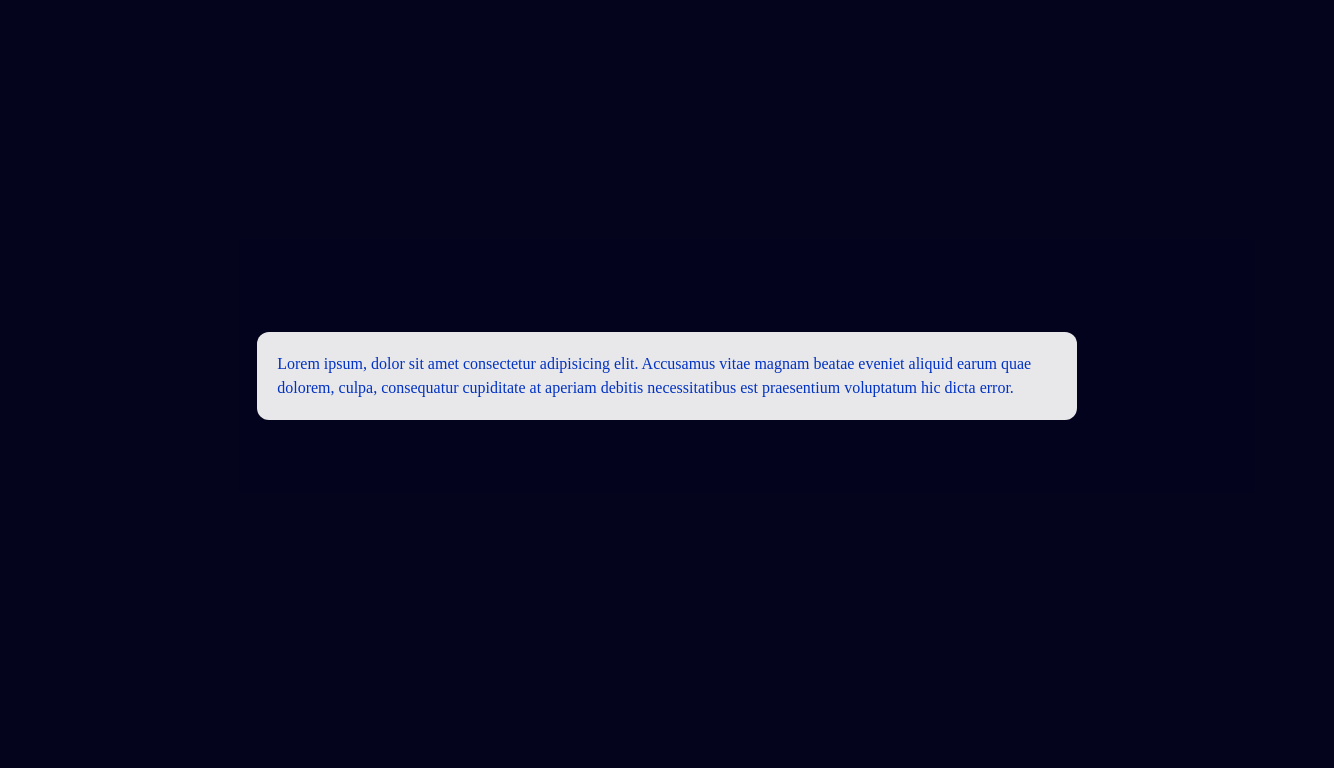 Lorem ipsum, dolor sit amet consectetur adipisicing elit. Accusamus vitae magnam beatae eveniet aliquid earum quae
dolorem, culpa, consequatur cupiditate at aperiam debitis necessitatibus est praesentium voluptatum hic dicta error.